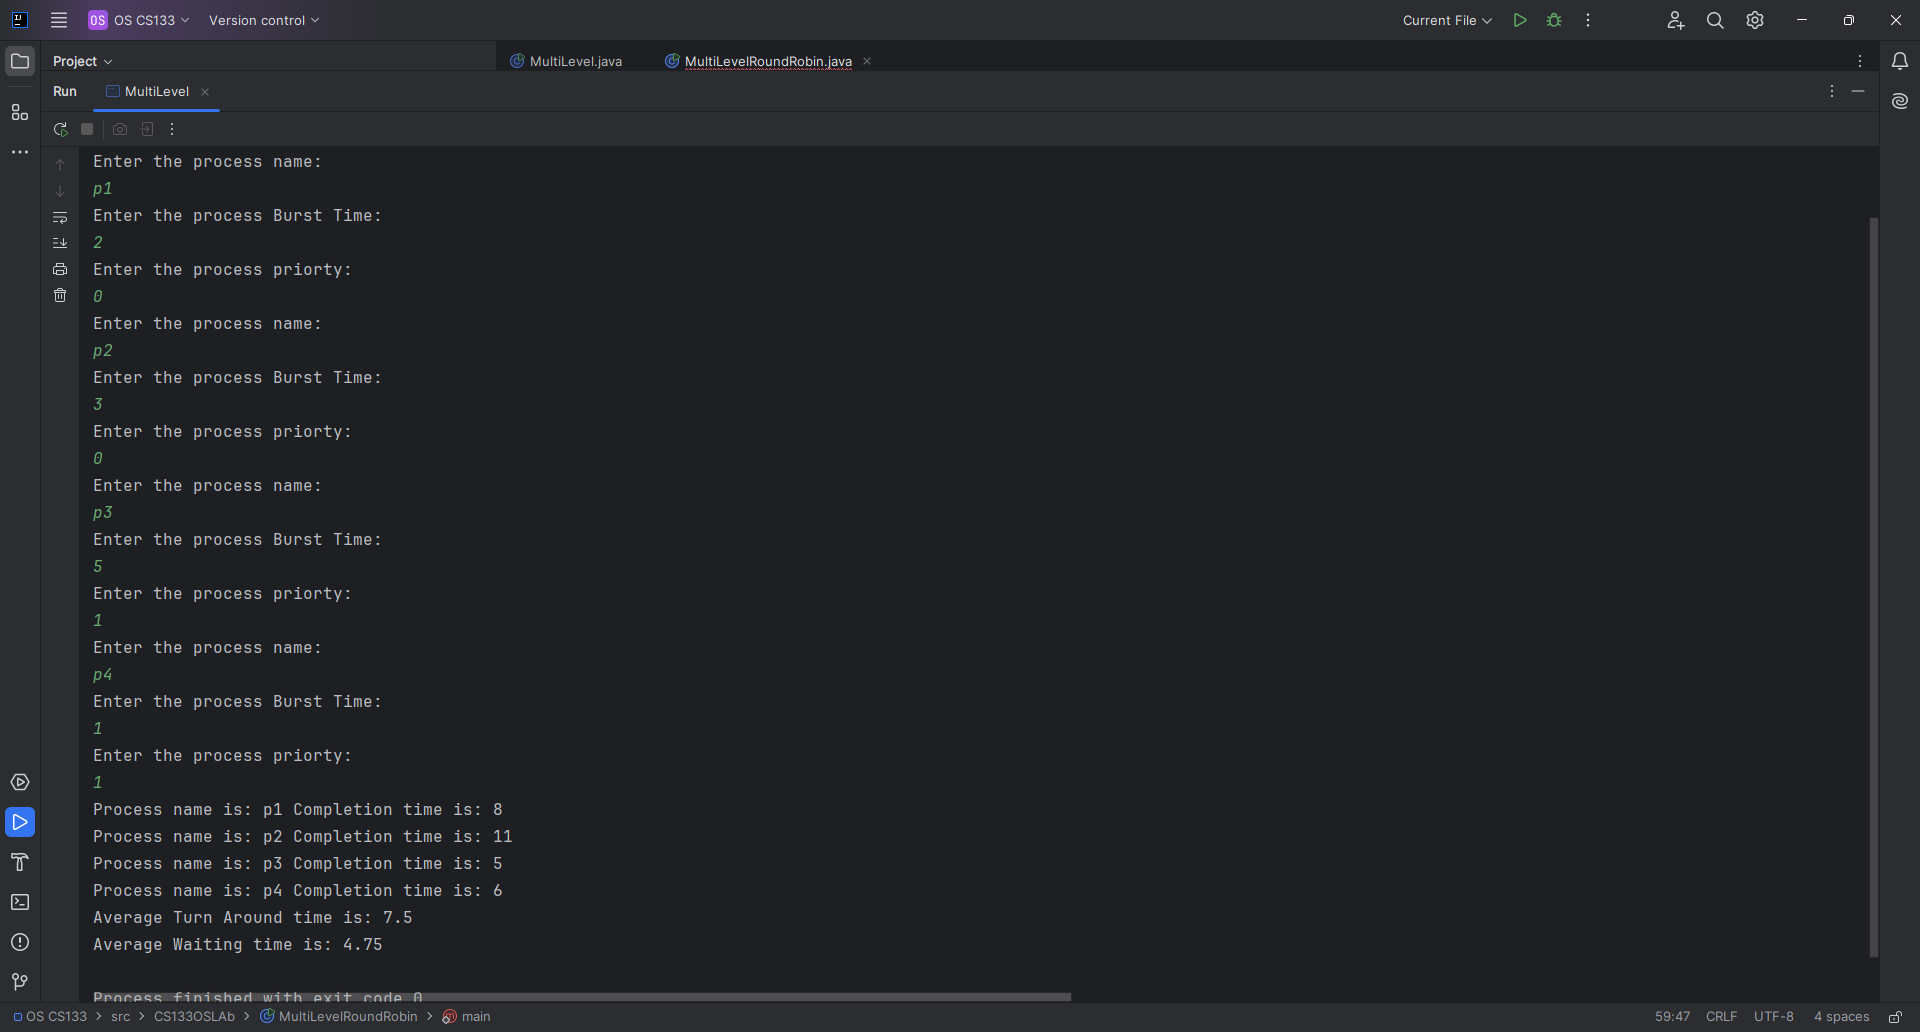 OS OS CS133 Version control Current File
Project MultiLevel.java MultiLevelRoundRobin.java
Run MultiLevel
Enter the process name:
p1
Enter the process Burst Time:
2
Enter the process priorty:
0
Enter the process name:
p2
Enter the process Burst Time:
3
Enter the process priorty:
0
Enter the process name:
p3
Enter the process Burst Time:
5
Enter the process priorty:
1
Enter the process name:
p4
Enter the process Burst Time:
1
Enter the process priorty:
1
Process name is: p1 Completion time is: 8
Process name is: p2 Completion time is: 11
Process name is: p3 Completion time is: 5
Process name is: p4 Completion time is: 6
Average Turn Around time is: 7.5
Average Waiting time is: 4.75
Process finished with exit code 0
OS CS133 > src > CS133OSLAb > MultiLevelRoundRobin > main 59:47 CRLF UTF-8 4 spaces